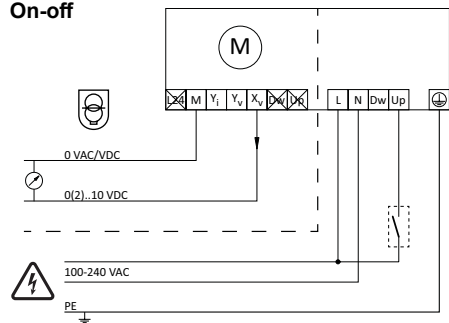 On-off
M
L24 M Yi Yv Xv Dw Up L N Dw Up
0 VAC/VDC
0(2)..10 VDC
100-240 VAC
PE